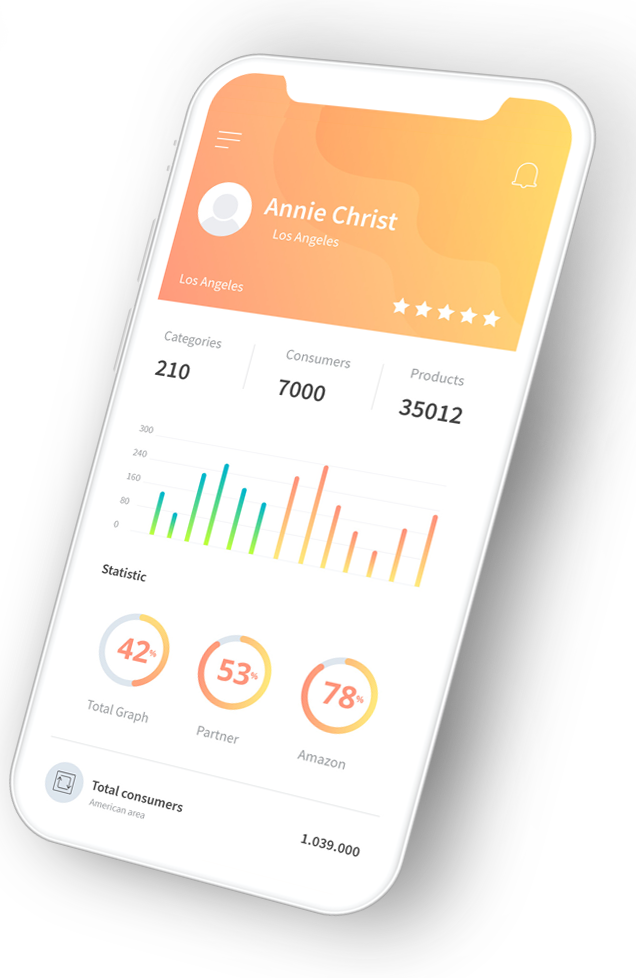 Annie Christ
Los Angeles
Los Angeles
Categories
210
Consumers
7000
Products
35012
300
240
160
80
0
Statistic
42%
53%
78%
Total Graph
Partner
Amazon
Total consumers
American area
1.039.000